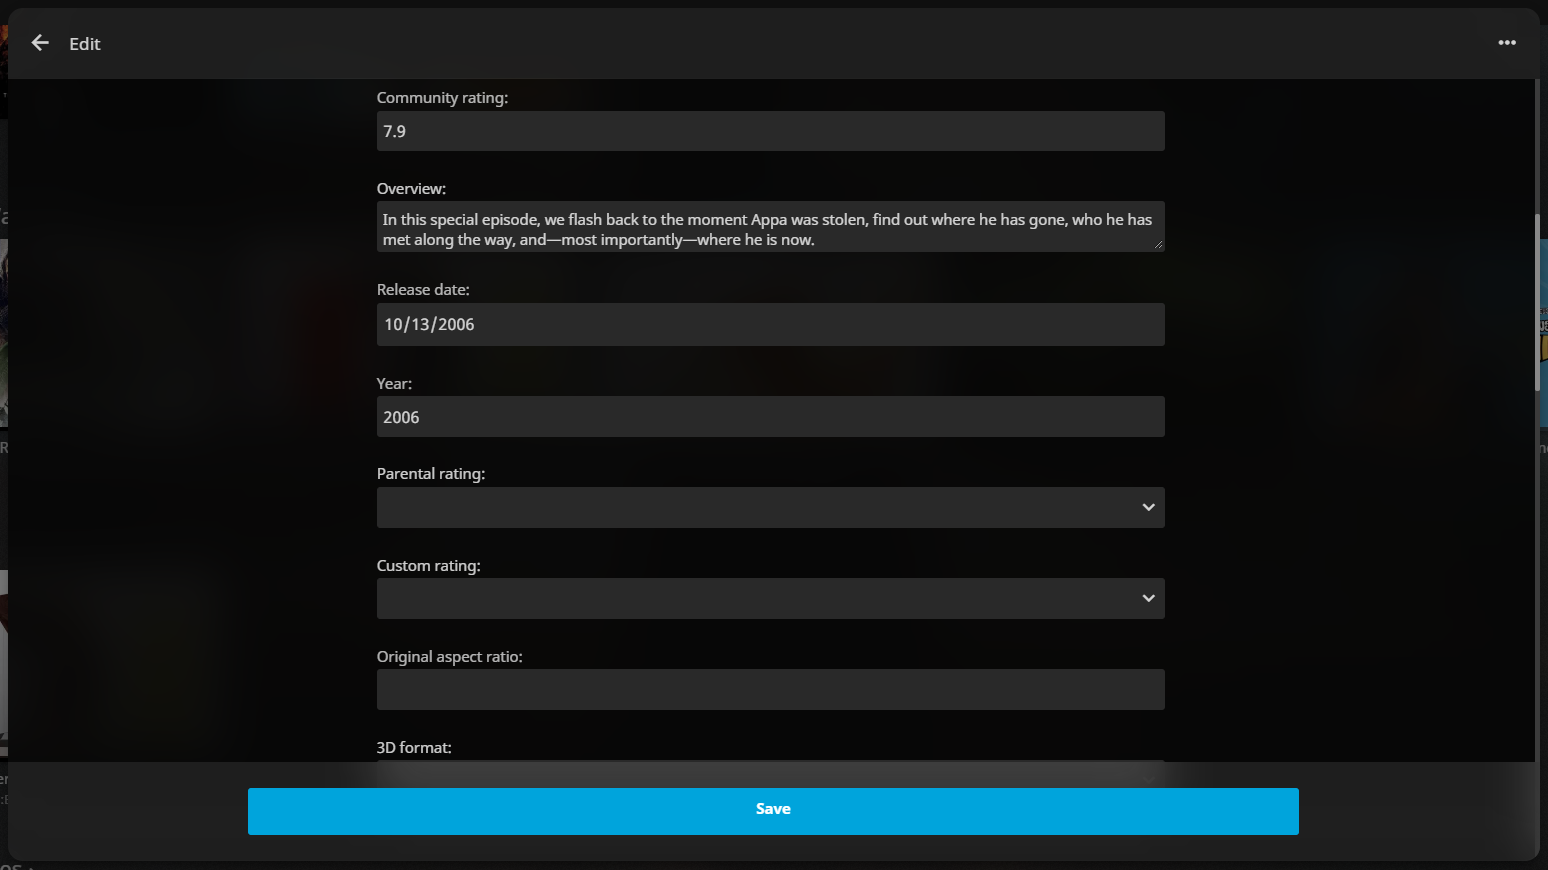 Edit
Community rating:
7.9
Overview:
In this special episode, we flash back to the moment Appa was stolen, find out where he has gone, who he has
met along the way, and—most importantly—where he is now.
Release date:
10/13/2006
Year:
2006
Parental rating:
Custom rating:
Original aspect ratio:
3D format:
Save